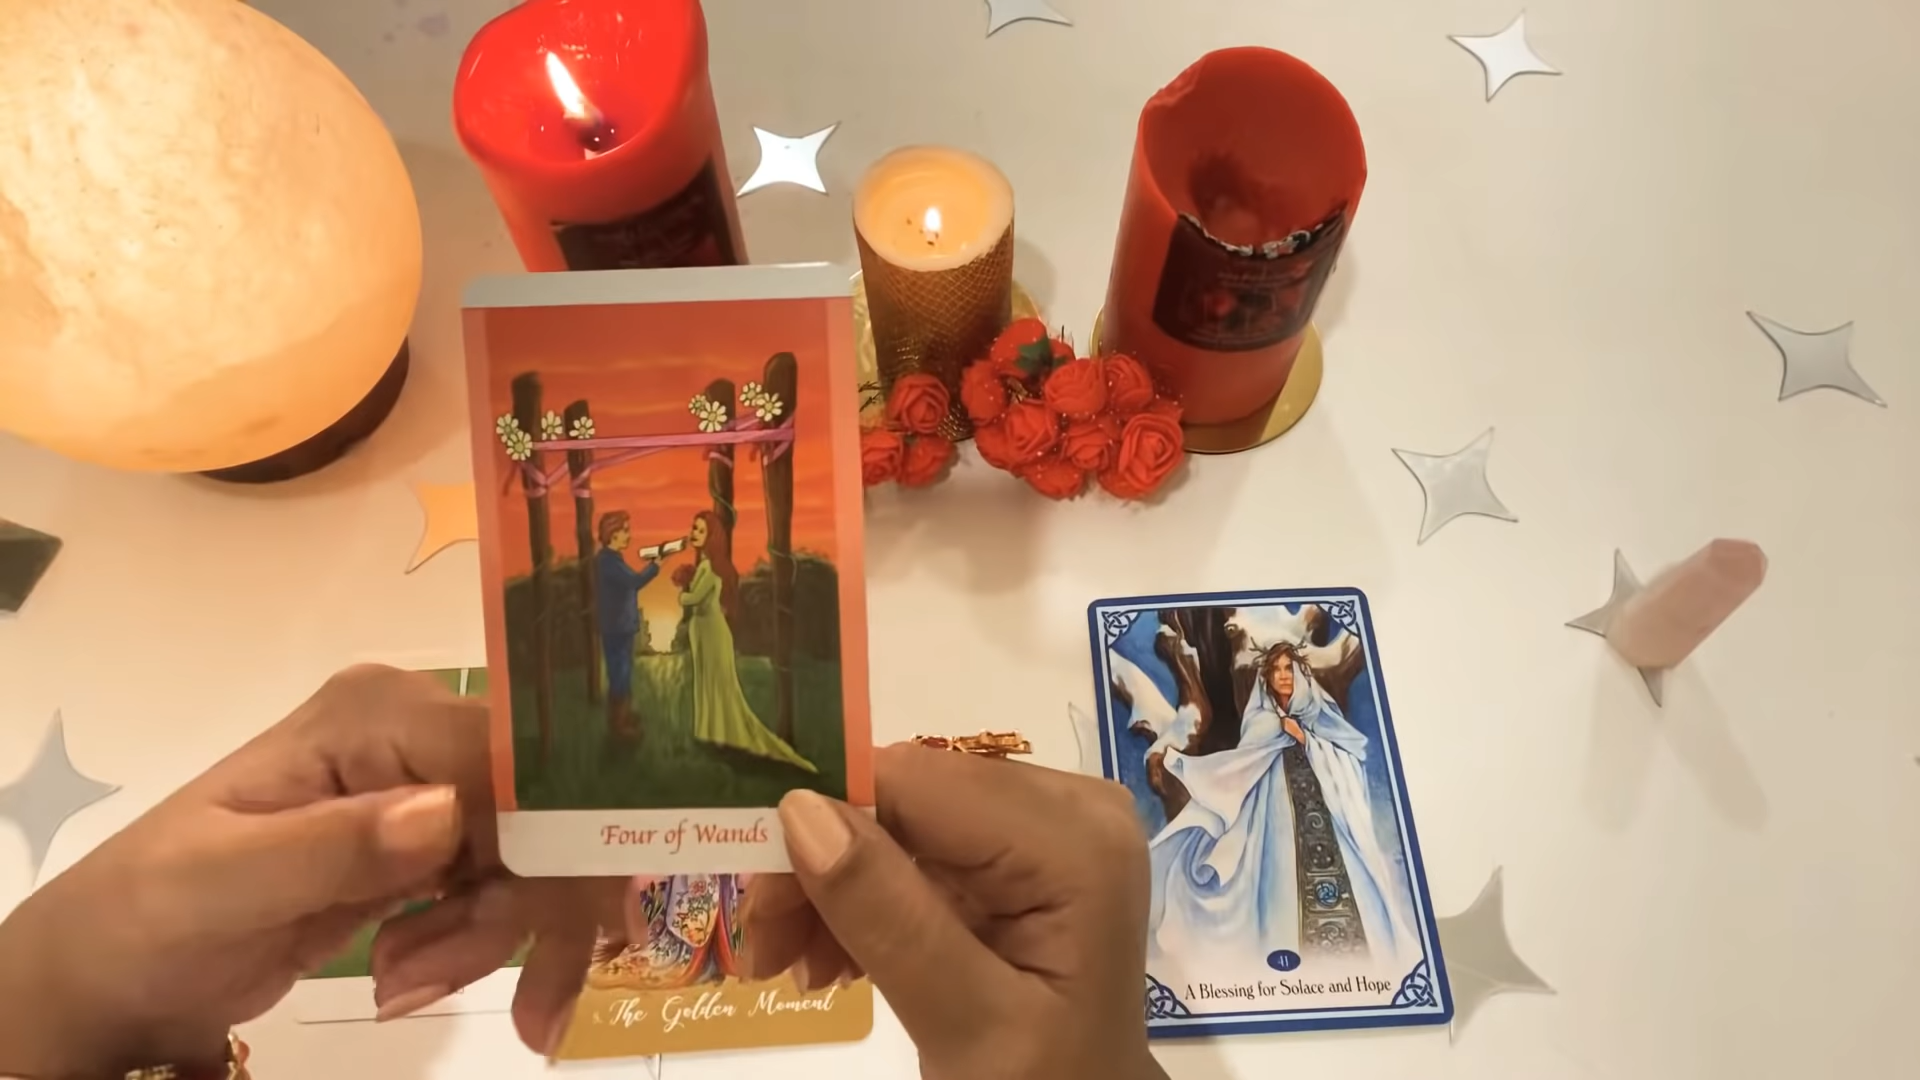 Four of Wands
The Golden Moment
41
A Blessing for Solace and Hope